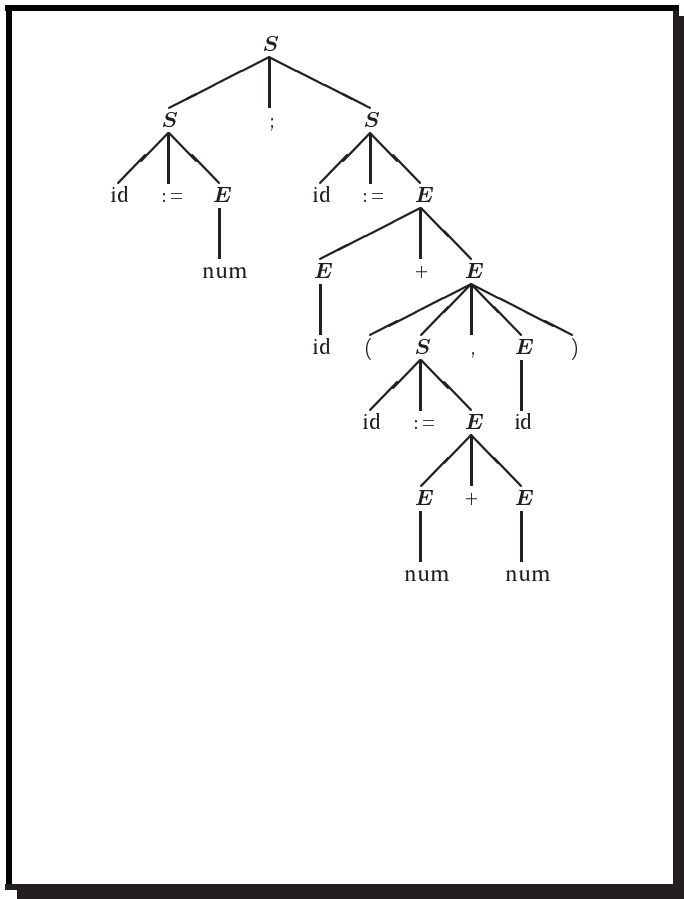 S
S ; S
id := E id := E
num E + E
id ( S , E )
id := E id
E + E
num num